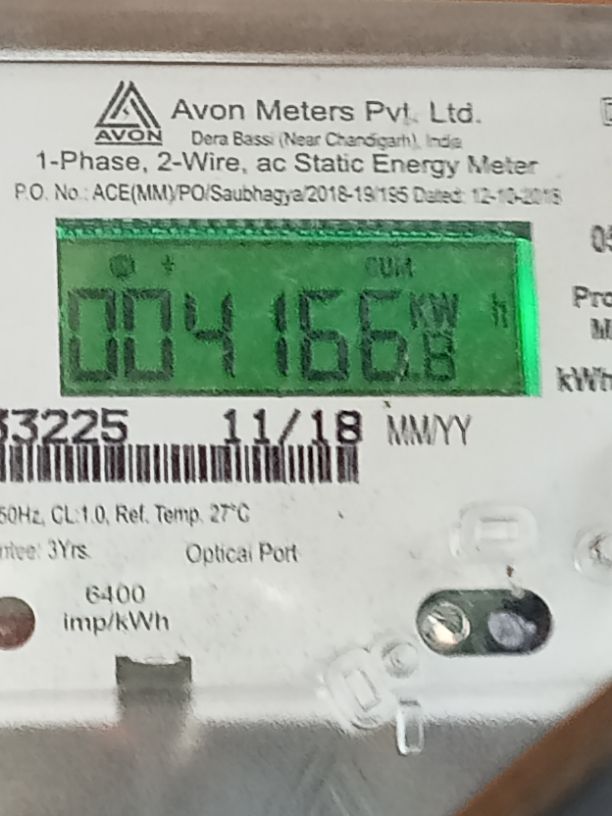 AVON
Avon Meters Pvt. Ltd.
Dera Bassi (Near Chandigarh), India
1-Phase, 2-Wire, ac Static Energy Meter
P.O. No.: ACE(MM)/PO/Saubhagya/2018-19/195 Dated: 12-10-2018
+ CUM
004166.8 KW h
Pro
kWh
33225 11/18 MM/YY
50Hz, CL:1.0, Ref. Temp. 27°C
ntee: 3Yrs. Optical Port
6400
imp/kWh